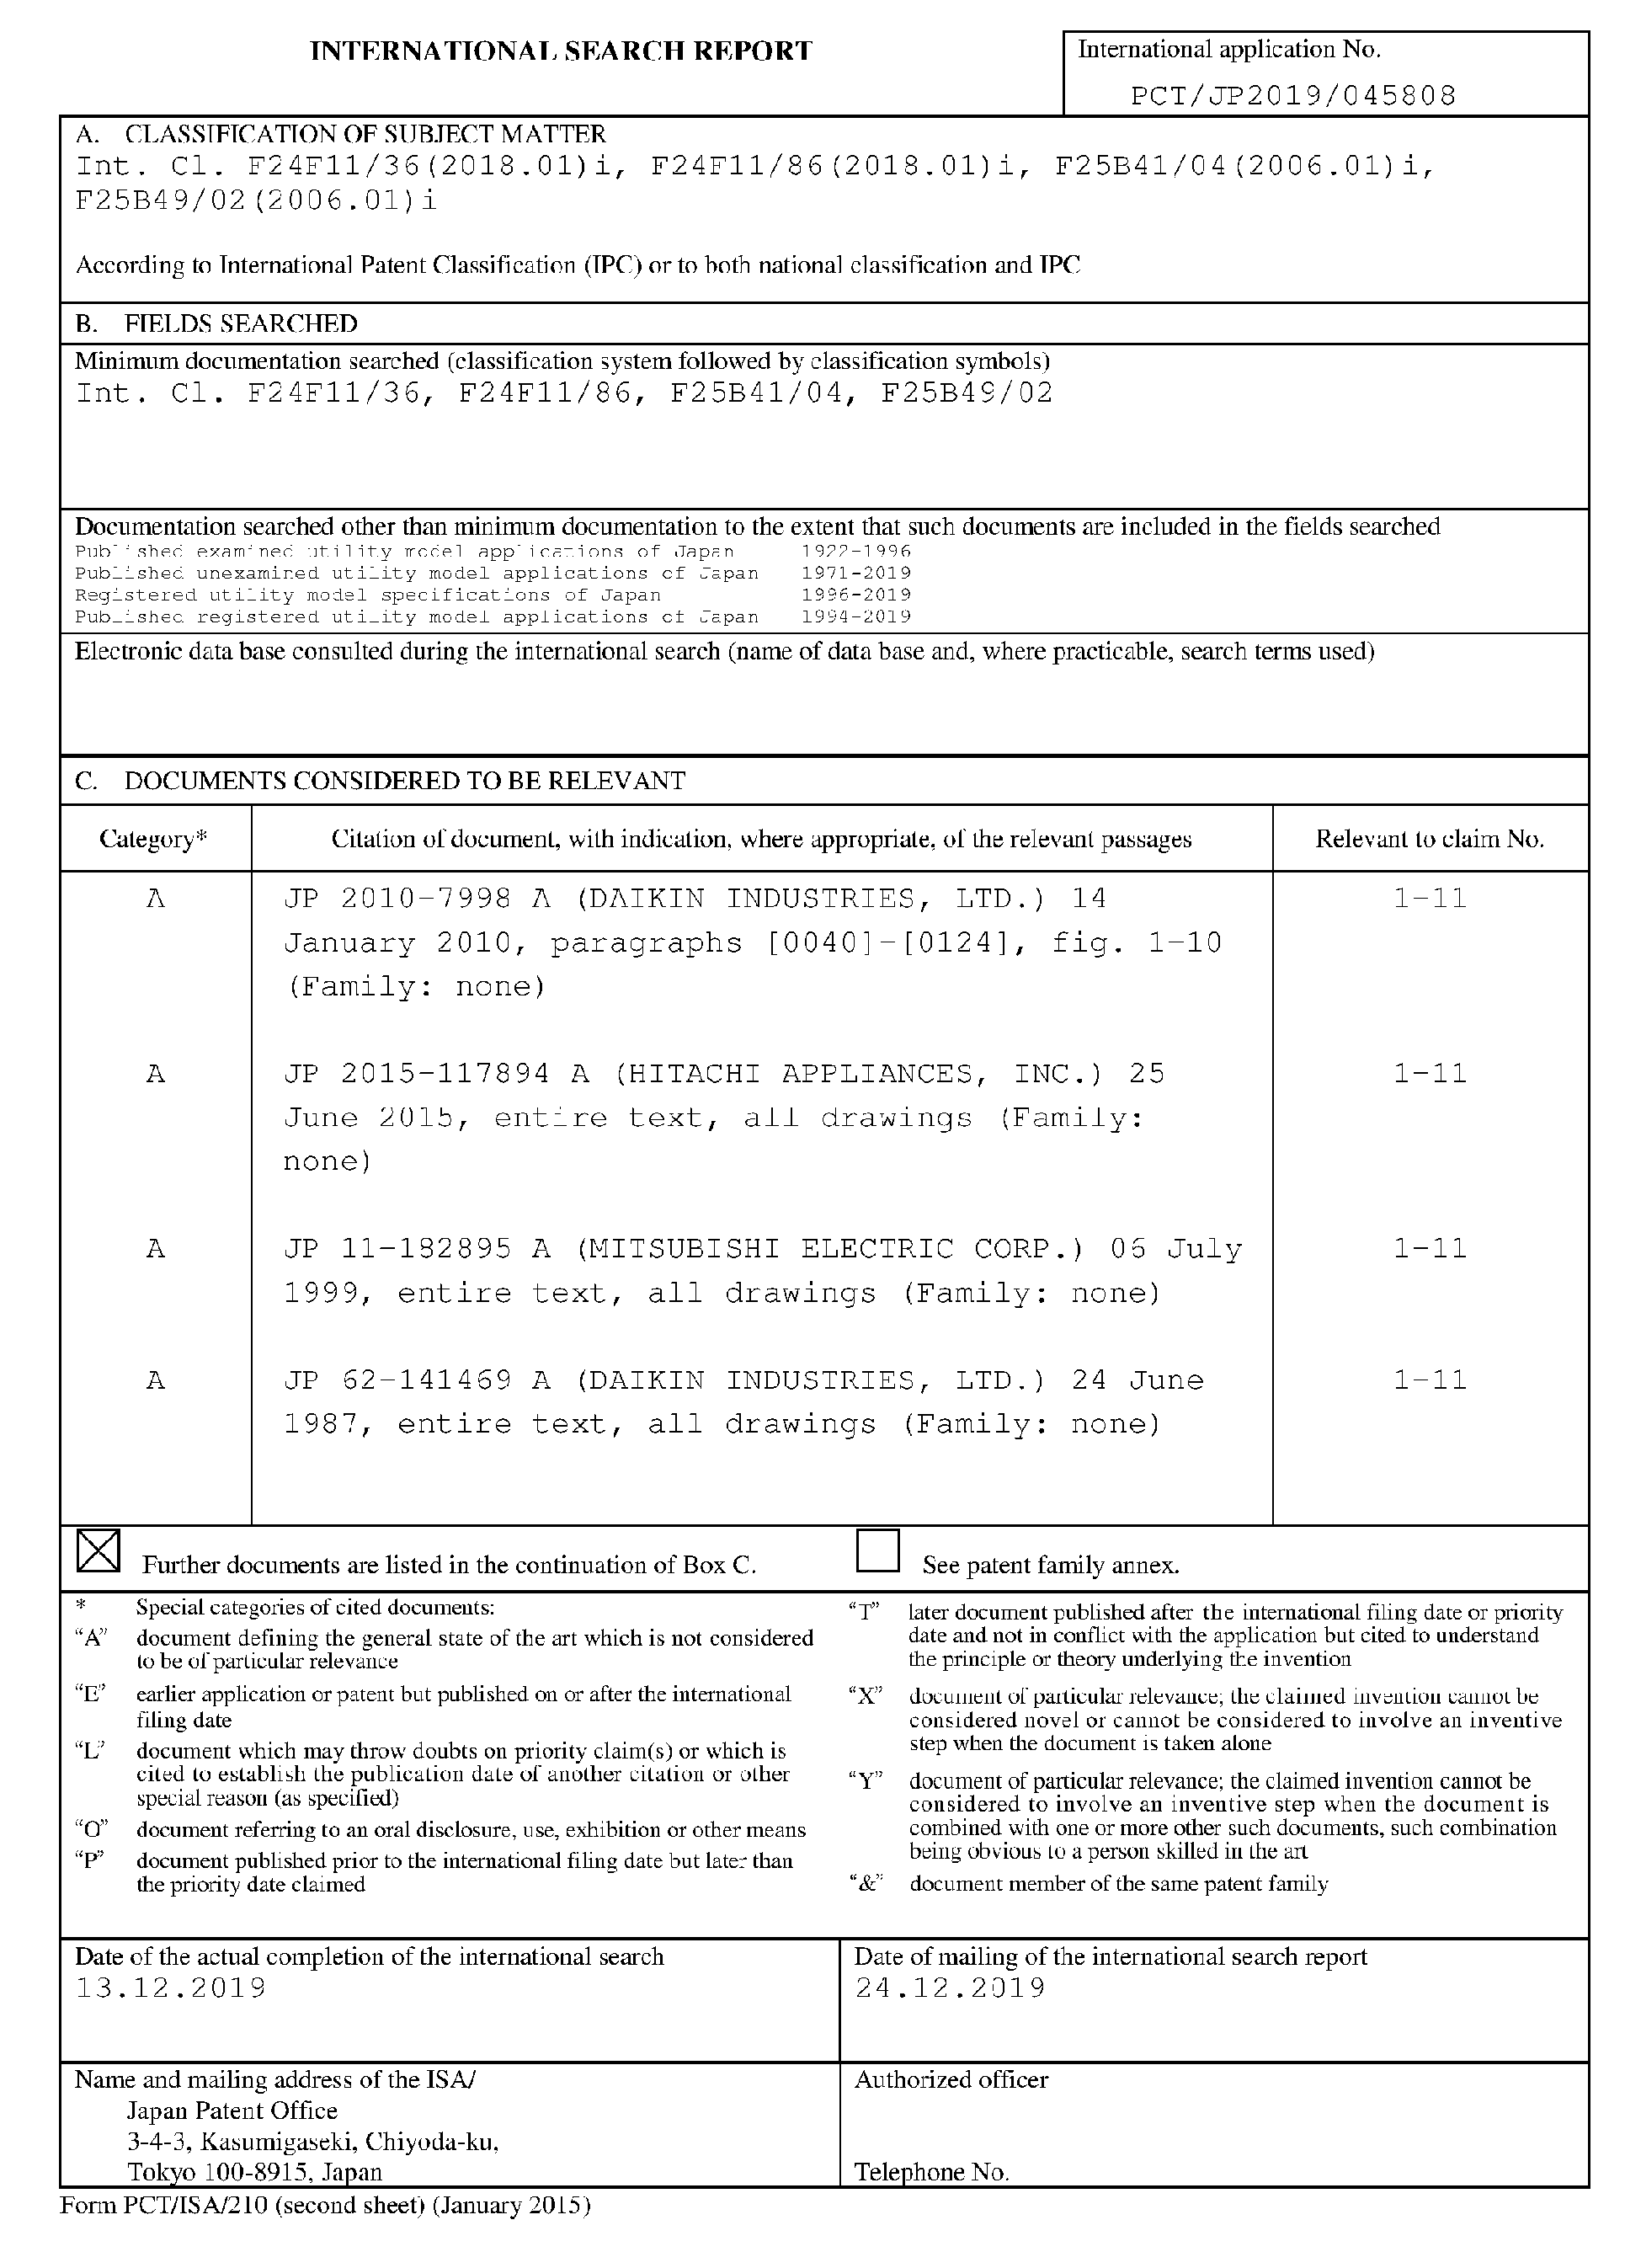 INTERNATIONAL SEARCH REPORT
International application No.
PCT/JP2019/045808
A. CLASSIFICATION OF SUBJECT MATTER
Int. Cl. F24F11/36(2018.01)i, F24F11/86(2018.01)i, F25B41/04(2006.01)i,
F25B49/02(2006.01)i
According to International Patent Classification (IPC) or to both national classification and IPC
B. FIELDS SEARCHED
Minimum documentation searched (classification system followed by classification symbols)
Int. Cl. F24F11/36, F24F11/86, F25B41/04, F25B49/02
Documentation searched other than minimum documentation to the extent that such documents are included in the fields searched
Published examined utility model applications of Japan 1922-1996
Published unexamined utility model applications of Japan 1971-2019
Registered utility model specifications of Japan 1996-2019
Published registered utility model applications of Japan 1994-2019
Electronic data base consulted during the international search (name of data base and, where practicable, search terms used)
C. DOCUMENTS CONSIDERED TO BE RELEVANT
Category* Citation of document, with indication, where appropriate, of the relevant passages Relevant to claim No.
A JP 2010-7998 A (DAIKIN INDUSTRIES, LTD.) 14 1-11
January 2010, paragraphs [0040]-[0124], fig. 1-10
(Family: none)
A JP 2015-117894 A (HITACHI APPLIANCES, INC.) 25 1-11
June 2015, entire text, all drawings (Family:
none)
A JP 11-182895 A (MITSUBISHI ELECTRIC CORP.) 06 July 1-11
1999, entire text, all drawings (Family: none)
A JP 62-141469 A (DAIKIN INDUSTRIES, LTD.) 24 June 1-11
1987, entire text, all drawings (Family: none)
Further documents are listed in the continuation of Box C.
See patent family annex.
* Special categories of cited documents:
“A” document defining the general state of the art which is not considered
to be of particular relevance
“E” earlier application or patent but published on or after the international
filing date
“L” document which may throw doubts on priority claim(s) or which is
cited to establish the publication date of another citation or other
special reason (as specified)
“O” document referring to an oral disclosure, use, exhibition or other means
“P” document published prior to the international filing date but later than
the priority date claimed
“T” later document published after the international filing date or priority
date and not in conflict with the application but cited to understand
the principle or theory underlying the invention
“X” document of particular relevance; the claimed invention cannot be
considered novel or cannot be considered to involve an inventive
step when the document is taken alone
“Y” document of particular relevance; the claimed invention cannot be
considered to involve an inventive step when the document is
combined with one or more other such documents, such combination
being obvious to a person skilled in the art
“&” document member of the same patent family
Date of the actual completion of the international search
13.12.2019
Date of mailing of the international search report
24.12.2019
Name and mailing address of the ISA/
Japan Patent Office
3-4-3, Kasumigaseki, Chiyoda-ku,
Tokyo 100-8915, Japan
Authorized officer
Telephone No.
Form PCT/ISA/210 (second sheet) (January 2015)